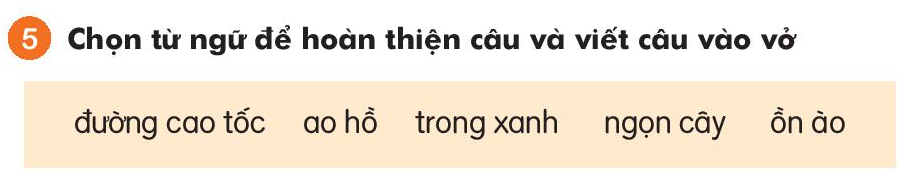 5 Chọn từ ngữ để hoàn thiện câu và viết câu vào vở
đường cao tốc ao hồ trong xanh ngọn cây ồn ào